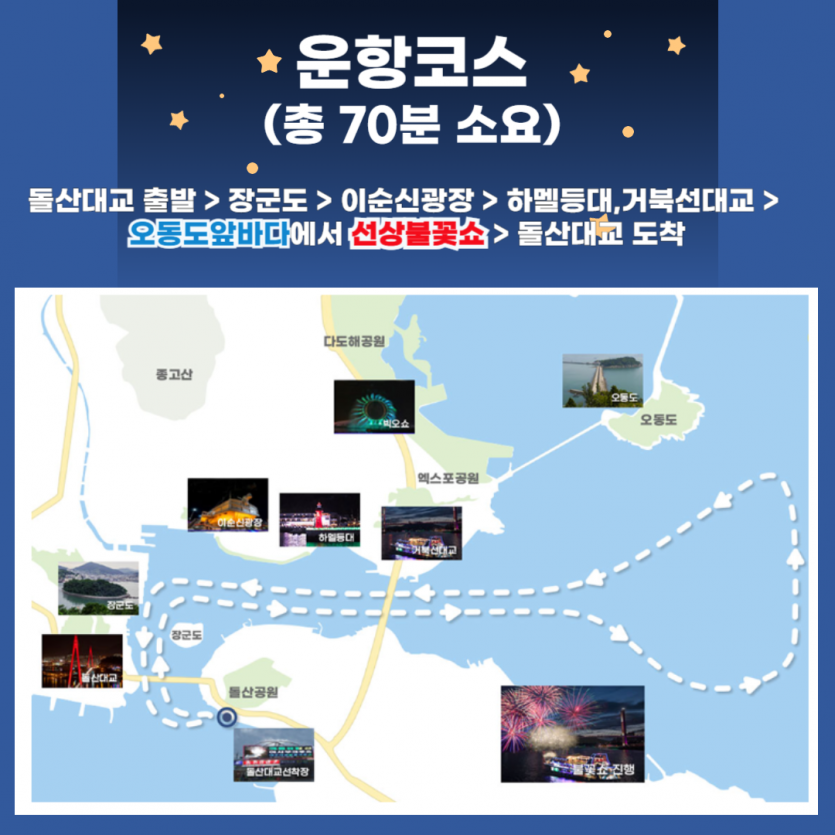 운항코스
(총 70분 소요)
돌산대교 출발 > 장군도 > 이순신광장 > 하멜등대,거북선대교 >
오동도앞바다에서 선상불꽃쇼 > 돌산대교 도착
다도해공원
종고산
빅오쇼
오동도
오동도
엑스포공원
이순신광장
하멜등대
거북선대교
장군도
장군도
돌산대교
돌산공원
돌산대교선착장
불꽃쇼 진행